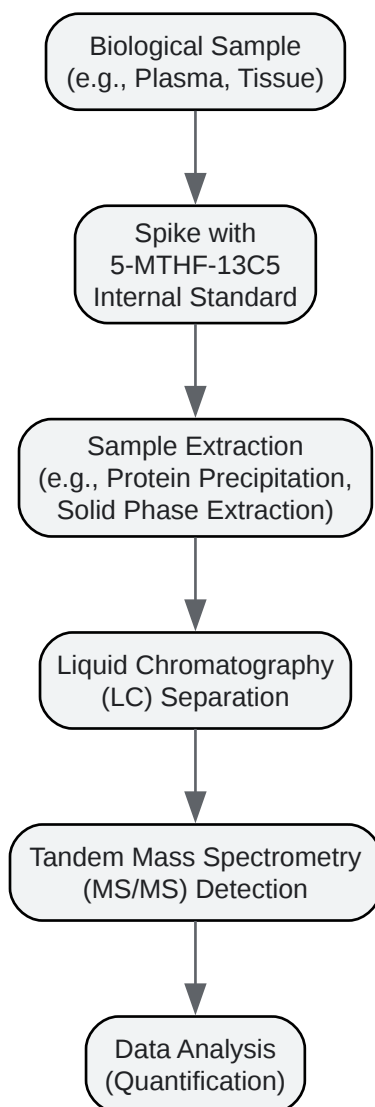 Biological Sample
(e.g., Plasma, Tissue)
Spike with
5-MTHF-13C5
Internal Standard
Sample Extraction
(e.g., Protein Precipitation,
Solid Phase Extraction)
Liquid Chromatography
(LC) Separation
Tandem Mass Spectrometry
(MS/MS) Detection
Data Analysis
(Quantification)